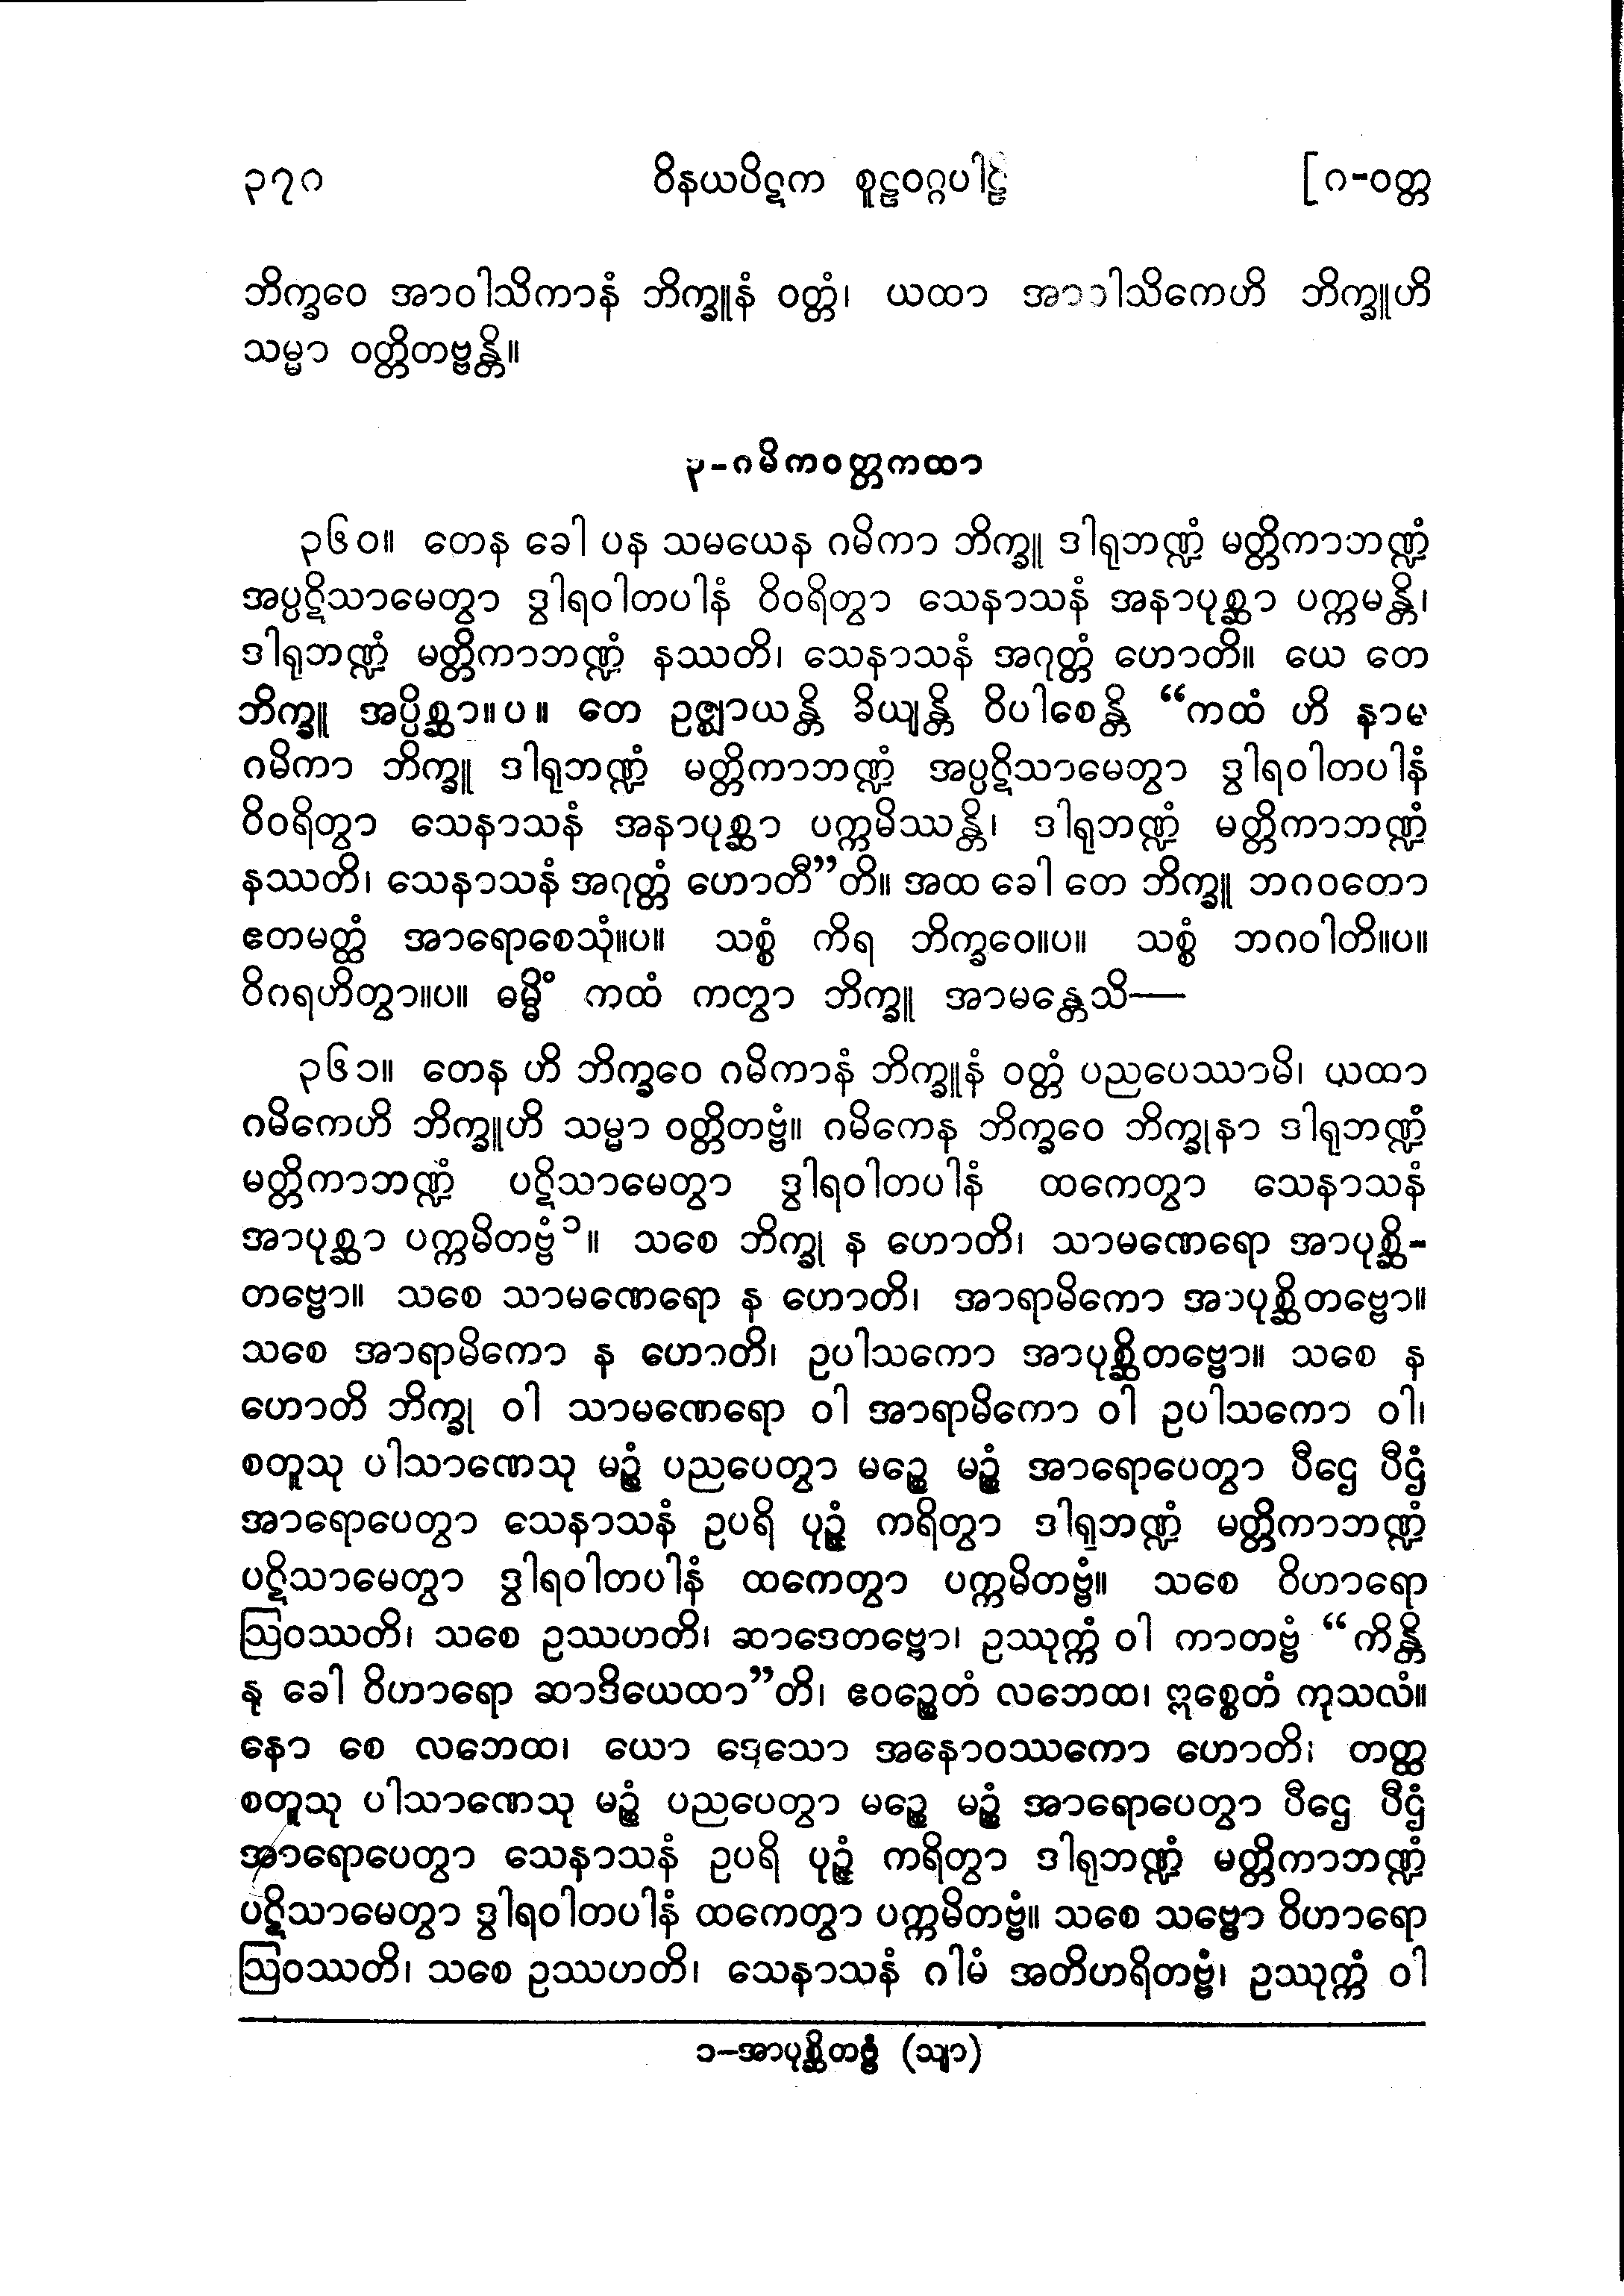 ၃၇၀ ဝိနယပိဋက စူဠဝဂ္ဂပါဠိ [၈-ဝတ္တ
ဘိက္ခဝေ အာဝါသိကာနံ ဘိက္ခူနံ ဝတ္တံ၊ ယထာ အာဝါသိကေဟိ ဘိက္ခူဟိ
သမ္မာ ဝတ္တိတဗ္ဗန္တိ။
၃-ဂမိကဝတ္တကထာ
၃၆၀။ တေန ခေါ ပန သမယေန ဂမိကာ ဘိက္ခူ ဒါရုဘဏ္ဍံ မတ္တိကာဘဏ္ဍံ
အပ္ပဋိသာမေတွာ ဒွါရဝါတပါနံ ဝိဝရိတွာ သေနာသနံ အနာပုစ္ဆာ ပက္ကမန္တိ၊
ဒါရုဘဏ္ဍံ မတ္တိကာဘဏ္ဍံ နဿတိ၊ သေနာသနံ အဂုတ္တံ ဟောတိ။ ယေ တေ
ဘိက္ခူ အပ္ပိစ္ဆာ။ပ။ တေ ဥဇ္ဈာယန္တိ ခိယျန္တိ ဝိပါစေန္တိ “ကထံ ဟိ နာမ
ဂမိကာ ဘိက္ခူ ဒါရုဘဏ္ဍံ မတ္တိကာဘဏ္ဍံ အပ္ပဋိသာမေတွာ ဒွါရဝါတပါနံ
ဝိဝရိတွာ သေနာသနံ အနာပုစ္ဆာ ပက္ကမိဿန္တိ၊ ဒါရုဘဏ္ဍံ မတ္တိကာဘဏ္ဍံ
နဿတိ၊ သေနာသနံ အဂုတ္တံ ဟောတီ”တိ။ အထ ခေါ တေ ဘိက္ခူ ဘဂဝတော
ဧတမတ္ထံ အာရောစေသုံ။ပ။ သစ္စံ ကိရ ဘိက္ခဝေ။ပ။ သစ္စံ ဘဂဝါတိ။ပ။
ဝိဂရဟိတွာ။ပ။ ဓမ္မိံ ကထံ ကတွာ ဘိက္ခူ အာမန္တေသိ—
၃၆၁။ တေန ဟိ ဘိက္ခဝေ ဂမိကာနံ ဘိက္ခူနံ ဝတ္တံ ပညပေဿာမိ၊ ယထာ
ဂမိကေဟိ ဘိက္ခူဟိ သမ္မာ ဝတ္တိတဗ္ဗံ။ ဂမိကေန ဘိက္ခဝေ ဘိက္ခုနာ ဒါရုဘဏ္ဍံ
မတ္တိကာဘဏ္ဍံ ပဋိသာမေတွာ ဒွါရဝါတပါနံ ထကေတွာ သေနာသနံ
အာပုစ္ဆာ ပက္ကမိတဗ္ဗံ၁။ သစေ ဘိက္ခု န ဟောတိ၊ သာမဏေရော အာပုစ္ဆိ-
တဗ္ဗော။ သစေ သာမဏေရော န ဟောတိ၊ အာရာမိကော အာပုစ္ဆိတဗ္ဗော။
သစေ အာရာမိကော န ဟောတိ၊ ဥပါသကော အာပုစ္ဆိတဗ္ဗော။ သစေ န
ဟောတိ ဘိက္ခု ဝါ သာမဏေရော ဝါ အာရာမိကော ဝါ ဥပါသကော ဝါ၊
စတူသု ပါသာဏေသု မဉ္စံ ပညပေတွာ မဉ္စေ မဉ္စံ အာရောပေတွာ ပီဌေ ပီဌံ
အာရောပေတွာ သေနာသနံ ဥပရိ ပုဉ္ဇံ ကရိတွာ ဒါရုဘဏ္ဍံ မတ္တိကာဘဏ္ဍံ
ပဋိသာမေတွာ ဒွါရဝါတပါနံ ထကေတွာ ပက္ကမိတဗ္ဗံ။ သစေ ဝိဟာရော
ဩဝဿတိ၊ သစေ ဥဿဟတိ၊ ဆာဒေတဗ္ဗော၊ ဥဿုက္ကံ ဝါ ကာတဗ္ဗံ “ကိန္တိ
နု ခေါ ဝိဟာရော ဆာဒိယေထာ”တိ၊ ဧဝဉ္စေတံ လဘေထ၊ ဣစ္စေတံ ကုသလံ။
နော စေ လဘေထ၊ ယော ဒေသော အနောဝဿကော ဟောတိ၊ တတ္ထ
စတူသု ပါသာဏေသု မဉ္စံ ပညပေတွာ မဉ္စေ မဉ္စံ အာရောပေတွာ ပီဌေ ပီဌံ
အာရောပေတွာ သေနာသနံ ဥပရိ ပုဉ္ဇံ ကရိတွာ ဒါရုဘဏ္ဍံ မတ္တိကာဘဏ္ဍံ
ပဋိသာမေတွာ ဒွါရဝါတပါနံ ထကေတွာ ပက္ကမိတဗ္ဗံ။ သစေ သဗ္ဗော ဝိဟာရော
ဩဝဿတိ၊ သစေ ဥဿဟတိ၊ သေနာသနံ ဂါမံ အတိဟရိတဗ္ဗံ၊ ဥဿုက္ကံ ဝါ
၁−အာပုစ္ဆိတဗ္ဗံ (သျာ)